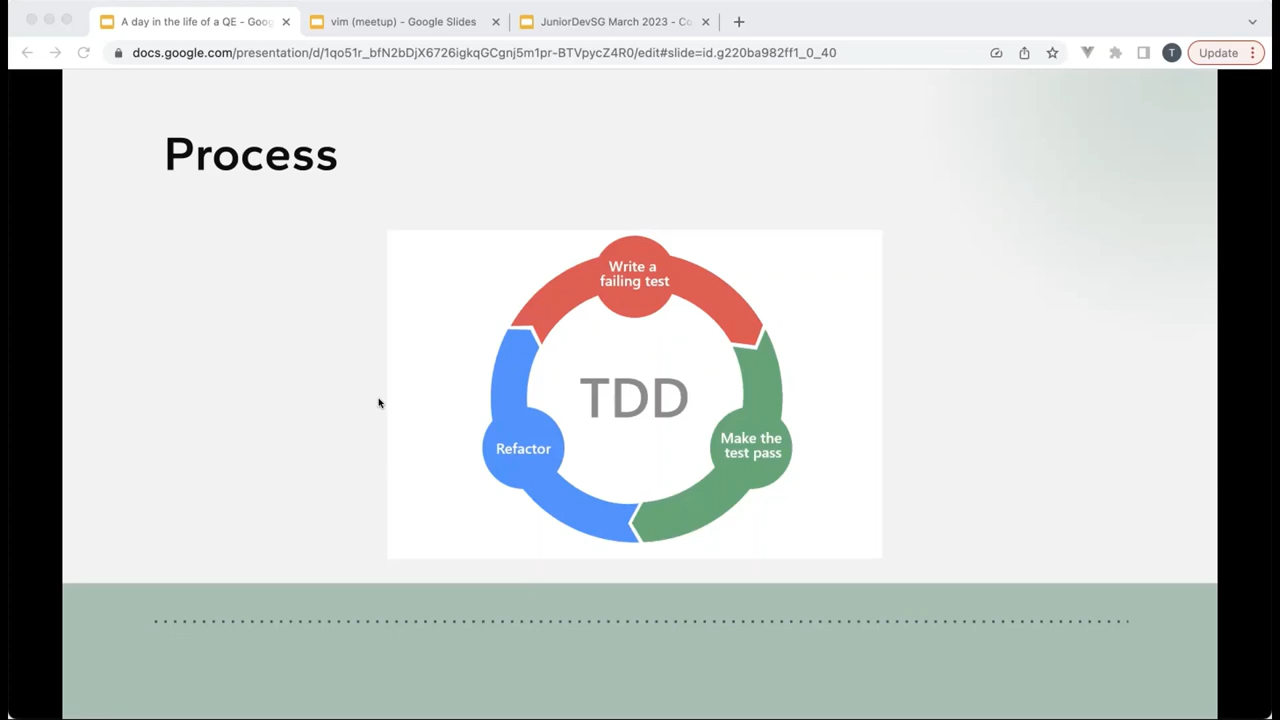 A day in the life of a QE - Goog
vim (meetup) - Google Slides
JuniorDevSG March 2023 - Co
docs.google.com/presentation/d/1qo51r_bfN2bDjX6726igkqGCgnj5m1pr-BTVpycZ4R0/edit#slide=id.g220ba982ff1_0_40
T
Update
Process
Write a
failing test
TDD
Make the
test pass
Refactor